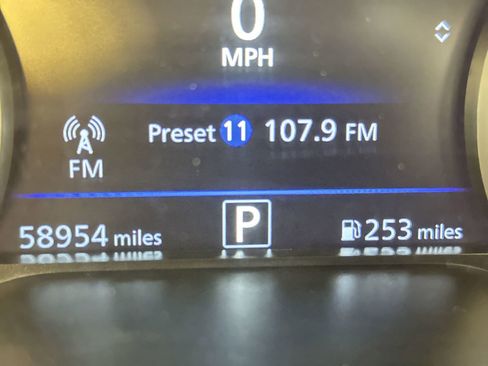 0
MPH
Preset 11 107.9 FM
FM
58954 miles P 253 miles